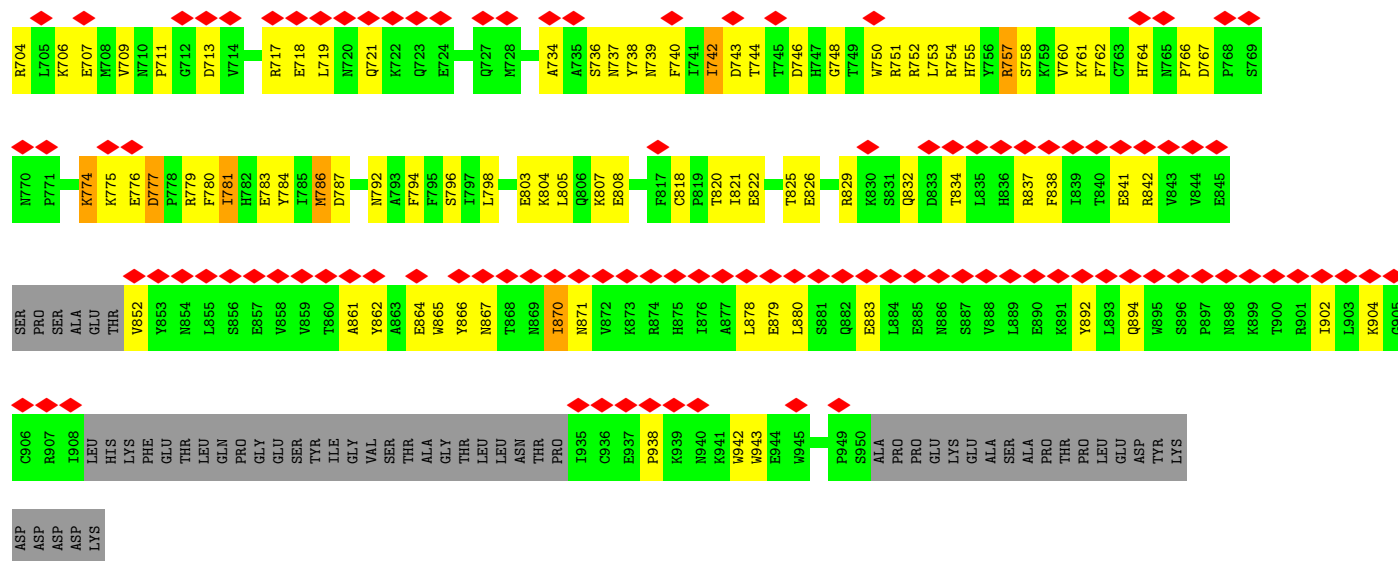 R704 L705 K706 E707 M708 V709 N710 P711 G712 D713 V714 R717 E718 L719 N720 Q721 K722 Q723 E724 Q727 M728 A734 A735 S736 N737 Y738 N739 F740 I741 I742 D743 T744 T745 D746 H747 G748 T749 W750 R751 R752 L753 R754 H755 Y756 R757 S758 K759 V760 K761 F762 C763 H764 N765 P766 D767 P768 S769
N770 P771 K774 K775 E776 D777 P778 R779 F780 I781 H782 E783 Y784 I785 M786 D787 N792 A793 F794 F795 S796 I797 L798 E803 K804 L805 Q806 K807 E808 F817 C818 P819 T820 I821 E822 T825 E826 R829 K830 S831 Q832 D833 T834 L835 H836 R837 F838 I839 T840 E841 R842 V843 V844 E845
SER PRO SER ALA GLU THR V852 Y853 N854 L855 S856 E857 V858 V859 T860 A861 Y862 A863 E864 W865 Y866 N867 T868 N869 I870 N871 V872 K873 R874 H875 I876 A877 L878 E879 L880 S881 Q882 E883 L884 E885 N886 S887 V888 L889 E890 K891 Y892 L893 Q894 W895 S896 P897 N898 K899 T900 R901 I902 L903 K904 G905
C906 R907 I908 LEU HIS LYS PHE GLU THR LEU GLN PRO GLY GLU SER TYR ILE GLY VAL SER THR ALA GLY THR LEU LEU ASN THR PRO I935 C936 E937 P938 K939 N940 K941 W942 W943 E944 W945 P949 S950 ALA PRO PRO GLU LYS GLU ALA SER ALA PRO THR PRO LEU GLU ASP TYR LYS
ASP ASP ASP ASP LYS